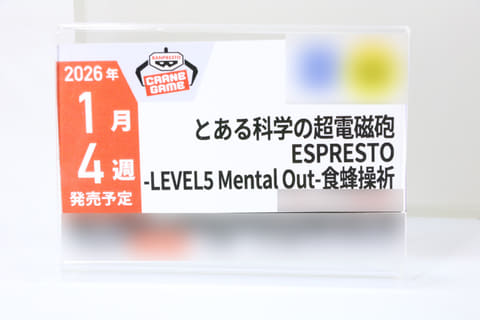 2026年
1月
4週
発売予定
BANPRESTO
CRANE
GAME
とある科学の超電磁砲
ESPRESTO
-LEVEL5 Mental Out-食蜂操祈